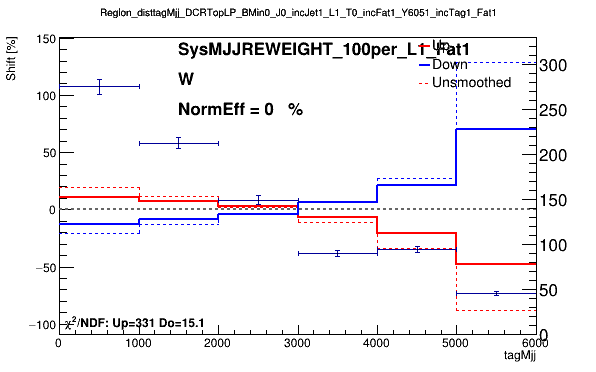 Region_disttagMjj_DCRTopLP_BMin0_J0_incJet1_L1_T0_incFat1_Y6051_incTag1_Fat1
Shift [%]
SysMJJREWEIGHT_100per_L1_Fat1
W
NormEff = 0 %
Up
Down
Unsmoothed
150
100
50
0
−50
−100
300
250
200
150
100
50
0
χ²/NDF: Up=331 Do=15.1
0 1000 2000 3000 4000 5000 6000
tagMjj